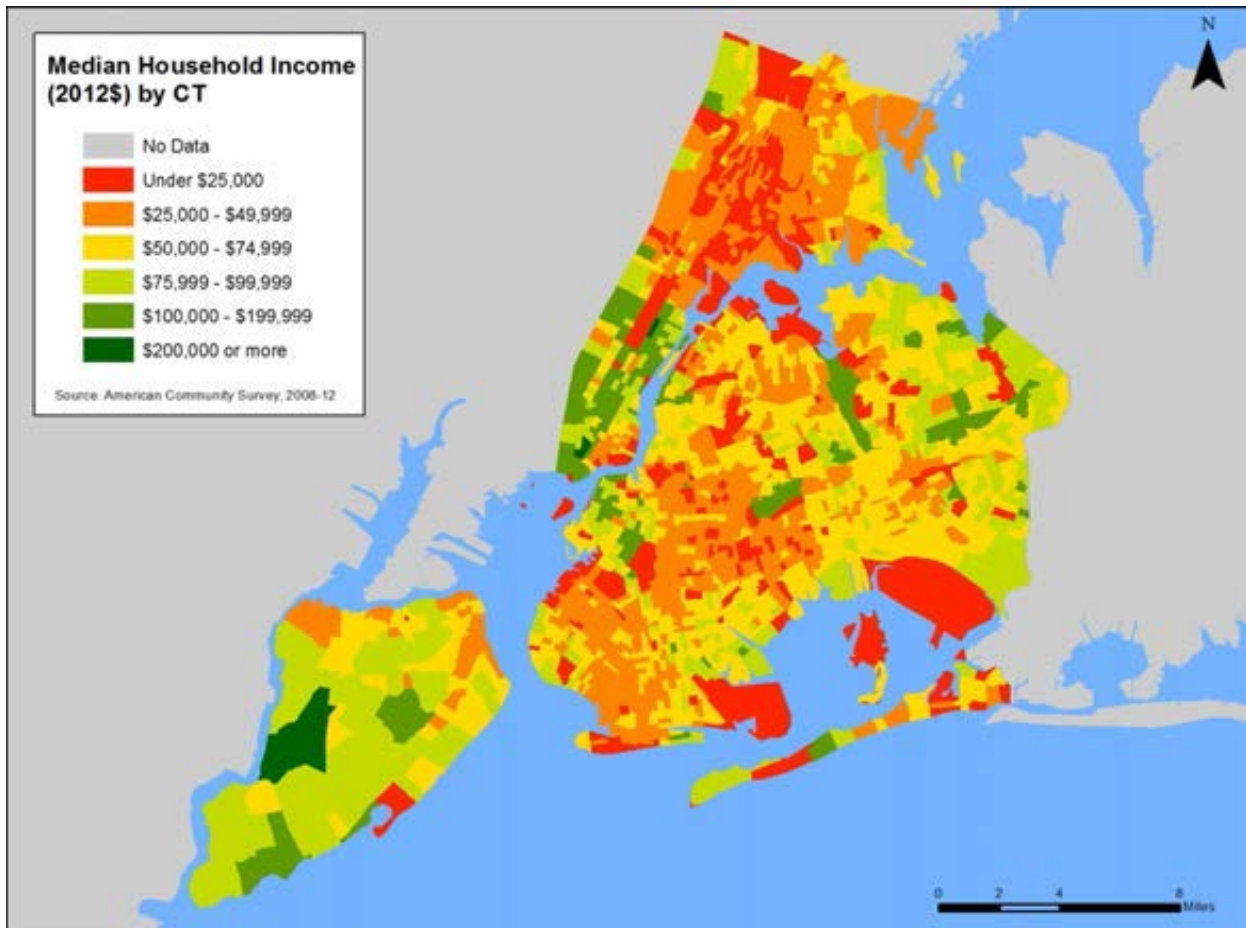 Median Household Income
(2012$) by CT
No Data
Under $25,000
$25,000 - $49,999
$50,000 - $74,999
$75,999 - $99,999
$100,000 - $199,999
$200,000 or more
Source: American Community Survey, 2008-12
N
0 2 4 8
Miles